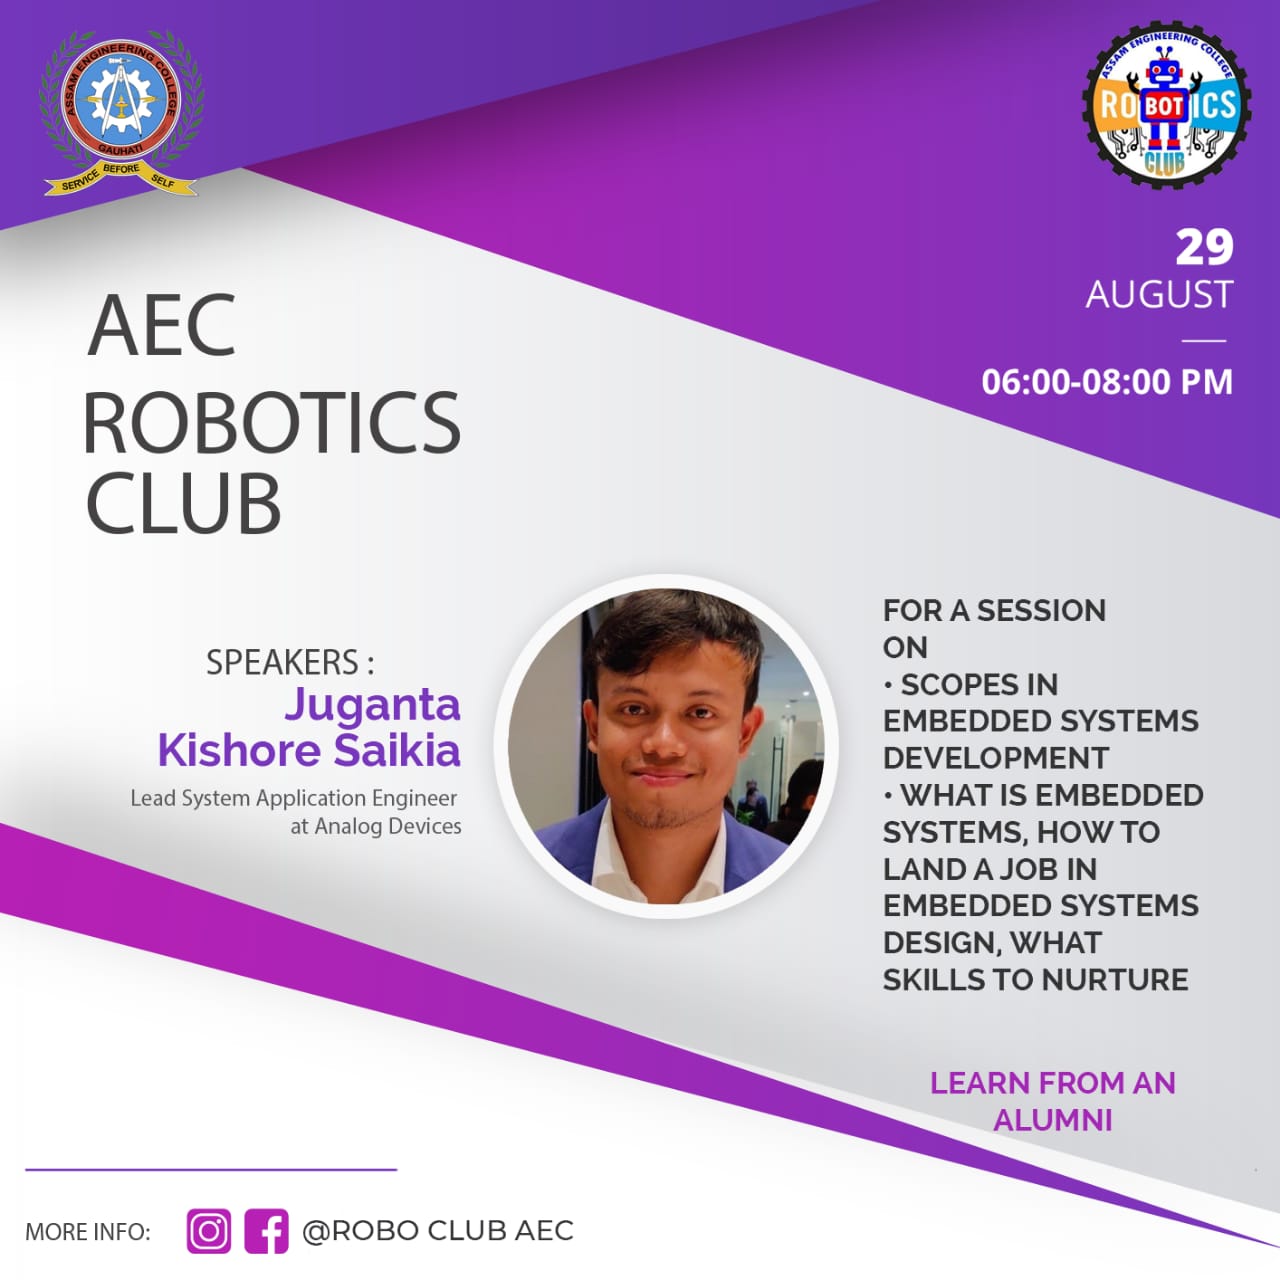 ASSAM ENGINEERING COLLEGE
GAUHATI
SERVICE BEFORE SELF
ASSAM ENGINEERING COLLEGE
ROBOTICS
CLUB
29
AUGUST
06:00-08:00 PM
AEC
ROBOTICS
CLUB
SPEAKERS :
Juganta
Kishore Saikia
Lead System Application Engineer
at Analog Devices
FOR A SESSION
ON
• SCOPES IN
EMBEDDED SYSTEMS
DEVELOPMENT
• WHAT IS EMBEDDED
SYSTEMS, HOW TO
LAND A JOB IN
EMBEDDED SYSTEMS
DESIGN, WHAT
SKILLS TO NURTURE
LEARN FROM AN
ALUMNI
MORE INFO: @ROBO CLUB AEC